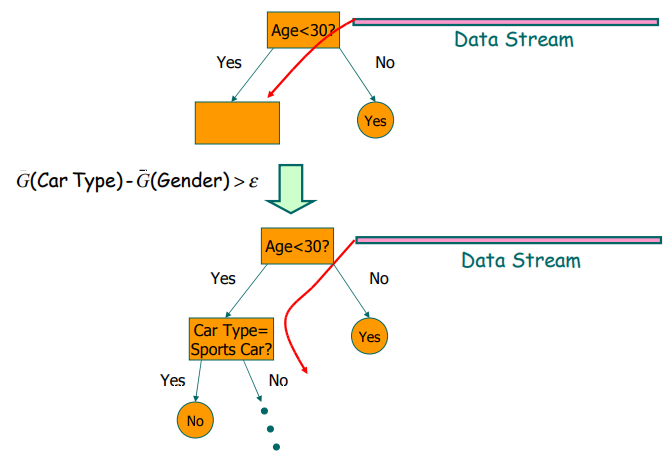 Age<30?
Data Stream
Yes
No
Yes
G̅(Car Type) - G̅(Gender) > ε
Age<30?
Data Stream
Yes
No
Car Type=
Sports Car?
Yes
Yes
No
No